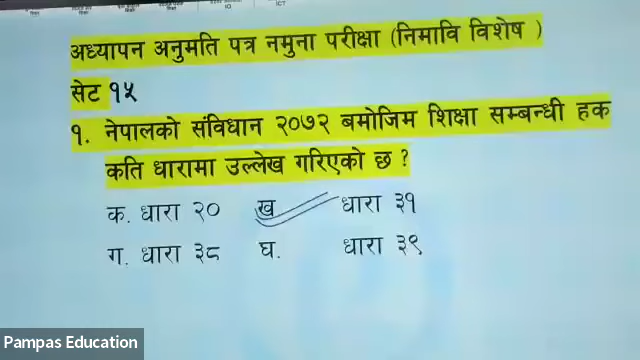 अध्यापन अनुमति पत्र नमुना परीक्षा (निमावि विशेष )
सेट १५
१. नेपालको संविधान २०७२ बमोजिम शिक्षा सम्बन्धी हक
कति धारामा उल्लेख गरिएको छ ?
क. धारा २० ख धारा ३१
ग. धारा ३८ घ. धारा ३९
Pampas Education